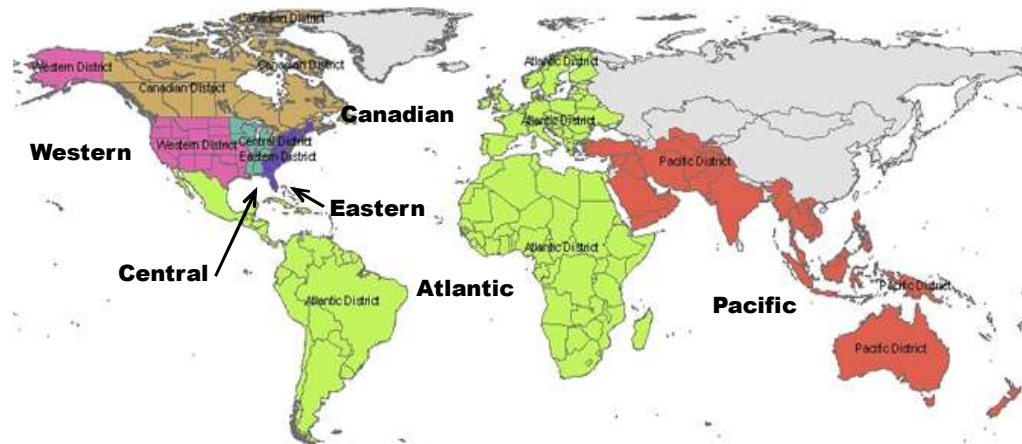 Canadian District
Western District
Canadian District
Canadian District
Atlantic District
Canadian
Atlantic District
Western
Western District
Central District
Eastern District
Pacific District
Eastern
Central
Atlantic District
Atlantic
Atlantic District
Pacific District
Pacific
Pacific District